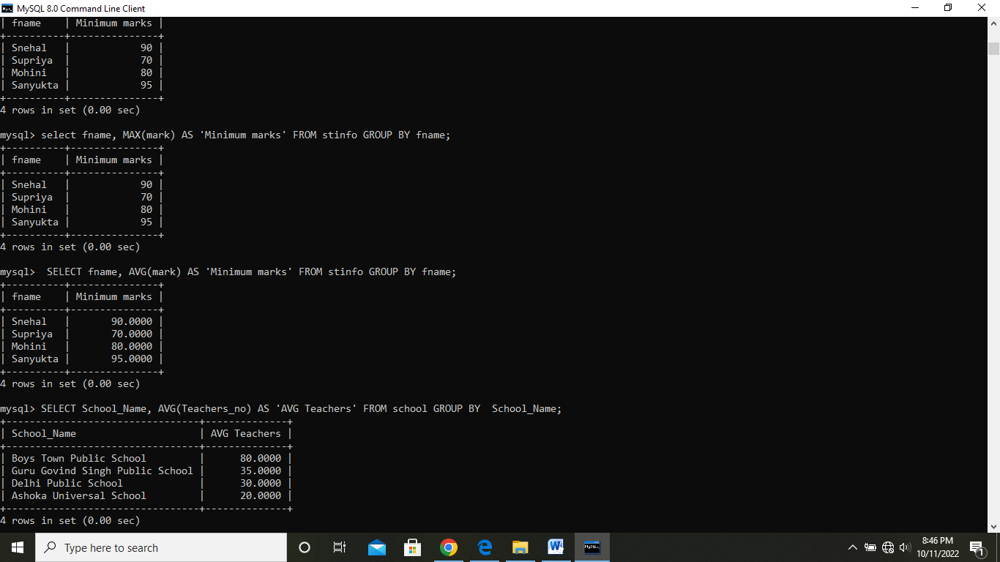 MySQL 8.0 Command Line Client
| fname    | Minimum marks |
+----------+---------------+
| Snehal   |            90 |
| Supriya  |            70 |
| Mohini   |            80 |
| Sanyukta |            95 |
+----------+---------------+
4 rows in set (0.00 sec)
mysql> select fname, MAX(mark) AS 'Minimum marks' FROM stinfo GROUP BY fname;
+----------+---------------+
| fname    | Minimum marks |
+----------+---------------+
| Snehal   |            90 |
| Supriya  |            70 |
| Mohini   |            80 |
| Sanyukta |            95 |
+----------+---------------+
4 rows in set (0.00 sec)
mysql>  SELECT fname, AVG(mark) AS 'Minimum marks' FROM stinfo GROUP BY fname;
+----------+---------------+
| fname    | Minimum marks |
+----------+---------------+
| Snehal   |       90.0000 |
| Supriya  |       70.0000 |
| Mohini   |       80.0000 |
| Sanyukta |       95.0000 |
+----------+---------------+
4 rows in set (0.00 sec)
mysql> SELECT School_Name, AVG(Teachers_no) AS 'AVG Teachers' FROM school GROUP BY  School_Name;
+---------------------------------+--------------+
| School_Name                     | AVG Teachers |
+---------------------------------+--------------+
| Boys Town Public School         |      80.0000 |
| Guru Govind Singh Public School |      35.0000 |
| Delhi Public School             |      30.0000 |
| Ashoka Universal School         |      20.0000 |
+---------------------------------+--------------+
4 rows in set (0.00 sec)
Type here to search
8:46 PM
10/11/2022
1